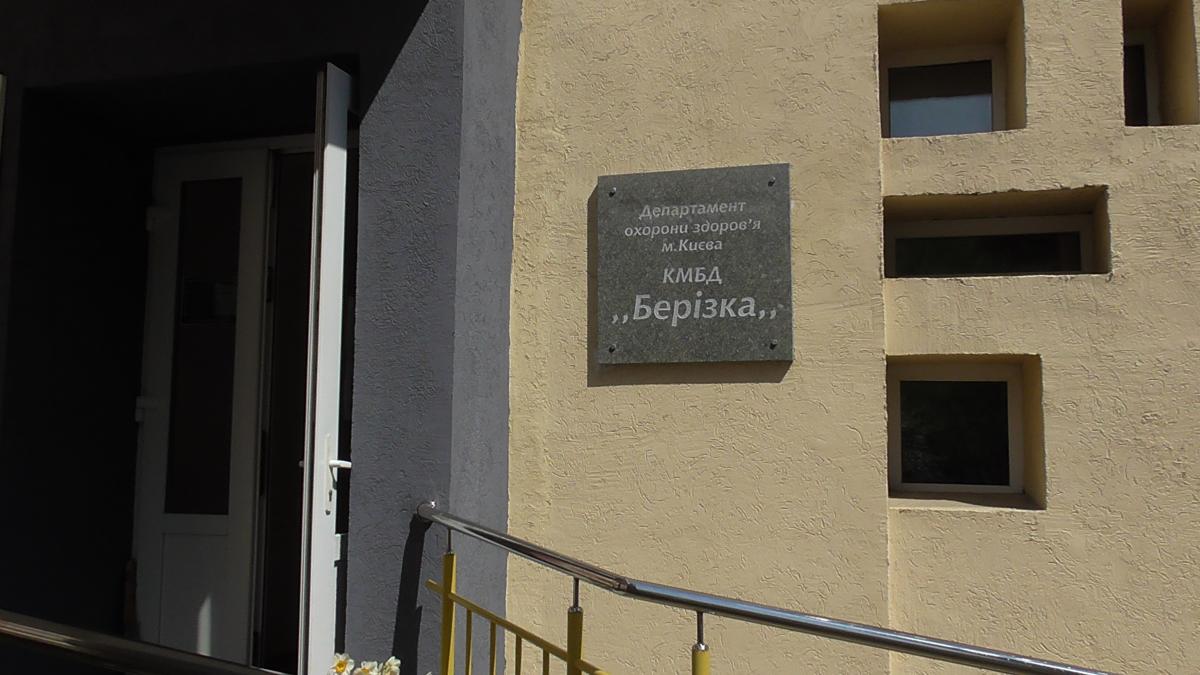 Департамент
охорони здоров'я
м.Києва
КМБД
,,Берізка,,